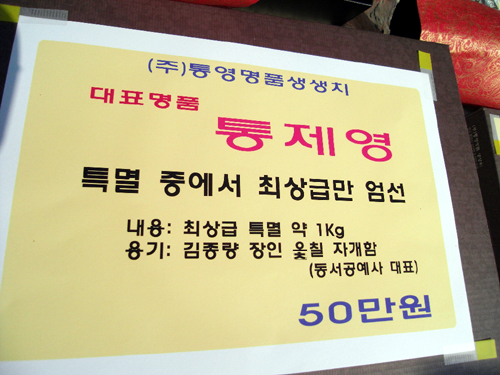 (주)통영명품생생치
대표명품
통제영
특멸 중에서 최상급만 엄선
내용: 최상급 특멸 약 1Kg
용기: 김종량 장인 옻칠 자개함
(동서공예사 대표)
50만원